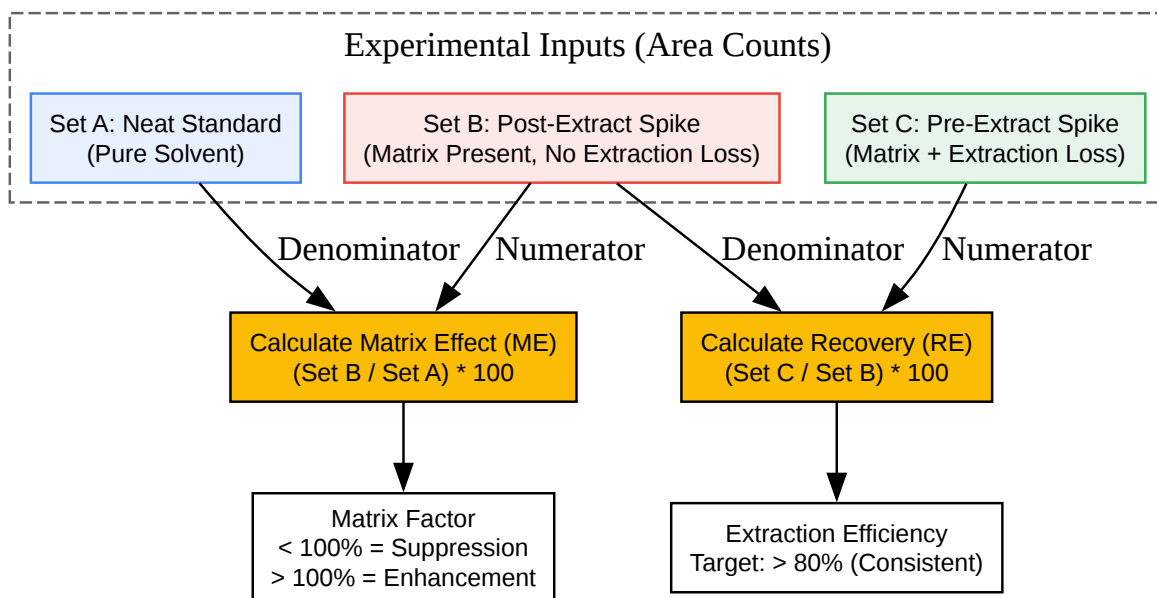 Experimental Inputs (Area Counts)
Set A: Neat Standard
(Pure Solvent)
Set B: Post-Extract Spike
(Matrix Present, No Extraction Loss)
Set C: Pre-Extract Spike
(Matrix + Extraction Loss)
Denominator
Numerator
Denominator
Numerator
Calculate Matrix Effect (ME)
(Set B / Set A) * 100
Calculate Recovery (RE)
(Set C / Set B) * 100
Matrix Factor
< 100% = Suppression
> 100% = Enhancement
Extraction Efficiency
Target: > 80% (Consistent)